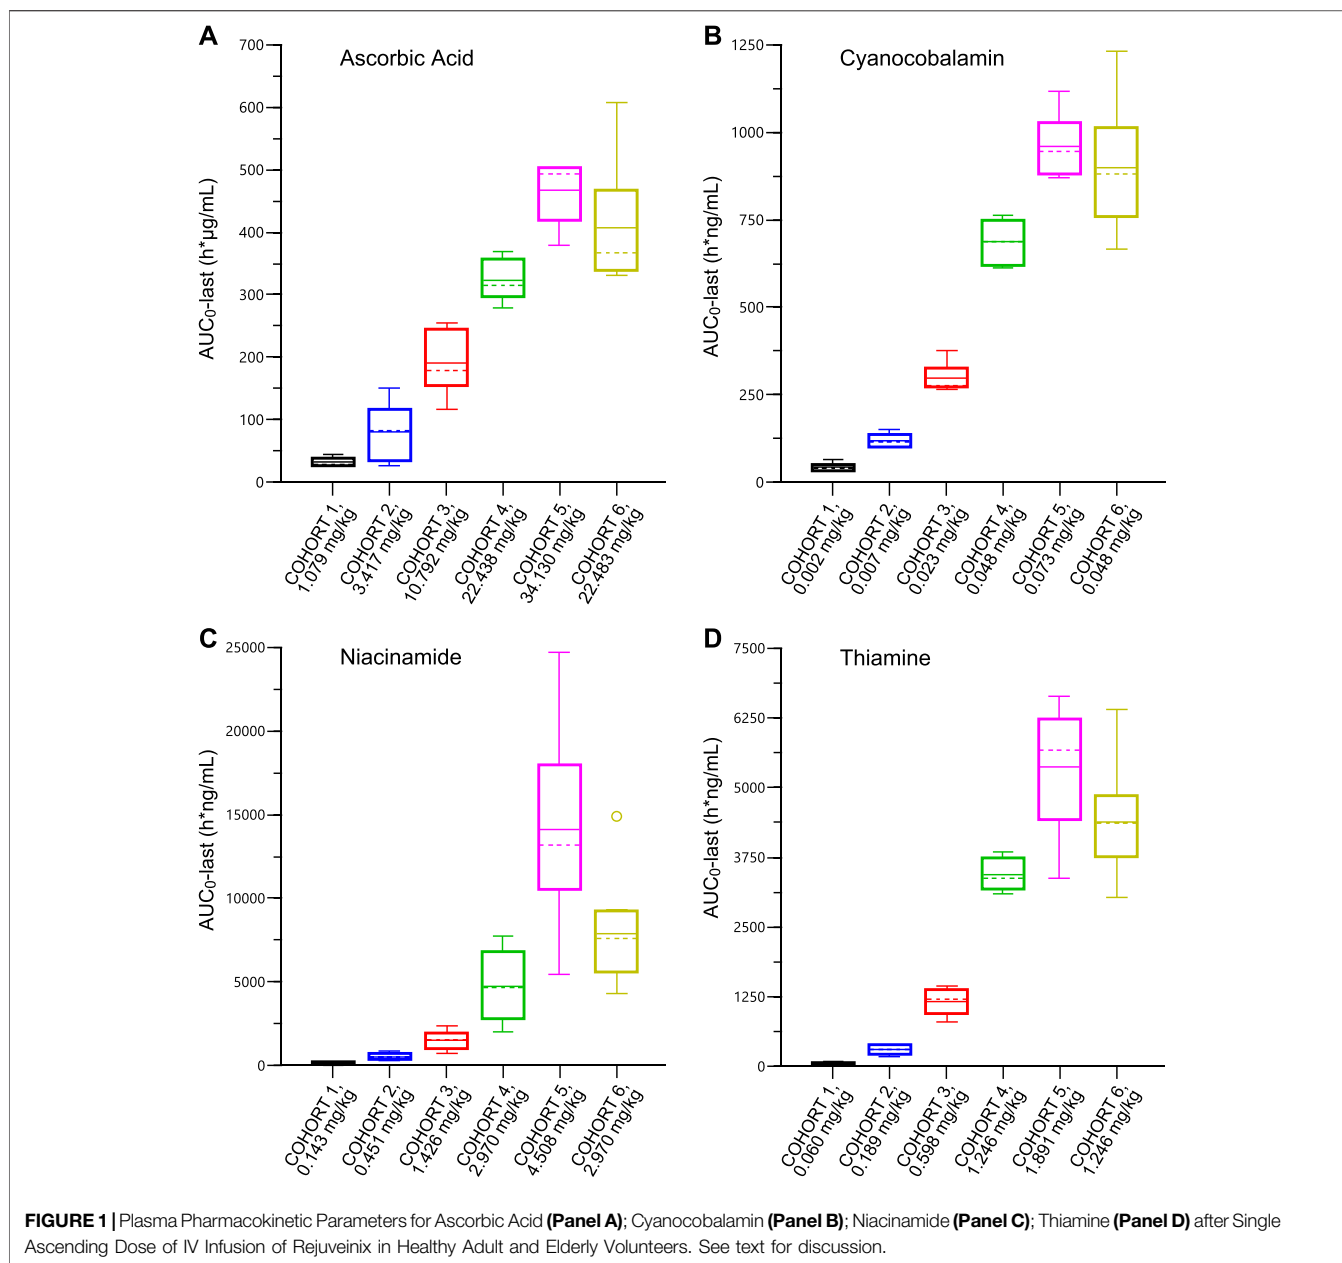 A
Ascorbic Acid
AUC0-last (h*µg/mL)
700
600
500
400
300
200
100
0
COHORT 1,
1.079 mg/kg
COHORT 2,
3.417 mg/kg
COHORT 3,
10.792 mg/kg
COHORT 4,
22.438 mg/kg
COHORT 5,
34.130 mg/kg
COHORT 6,
22.483 mg/kg
B
Cyanocobalamin
AUC0-last (h*ng/mL)
1250
1000
750
500
250
0
COHORT 1,
0.002 mg/kg
COHORT 2,
0.007 mg/kg
COHORT 3,
0.023 mg/kg
COHORT 4,
0.048 mg/kg
COHORT 5,
0.073 mg/kg
COHORT 6,
0.048 mg/kg
C
Niacinamide
AUC0-last (h*ng/mL)
25000
20000
15000
10000
5000
0
COHORT 1,
0.143 mg/kg
COHORT 2,
0.451 mg/kg
COHORT 3,
1.426 mg/kg
COHORT 4,
2.970 mg/kg
COHORT 5,
4.508 mg/kg
COHORT 6,
2.970 mg/kg
D
Thiamine
AUC0-last (h*ng/mL)
7500
6250
5000
3750
2500
1250
0
COHORT 1,
0.060 mg/kg
COHORT 2,
0.189 mg/kg
COHORT 3,
0.598 mg/kg
COHORT 4,
1.246 mg/kg
COHORT 5,
1.891 mg/kg
COHORT 6,
1.246 mg/kg
FIGURE 1 | Plasma Pharmacokinetic Parameters for Ascorbic Acid (Panel A); Cyanocobalamin (Panel B); Niacinamide (Panel C); Thiamine (Panel D) after Single
Ascending Dose of IV Infusion of Rejuveinix in Healthy Adult and Elderly Volunteers. See text for discussion.